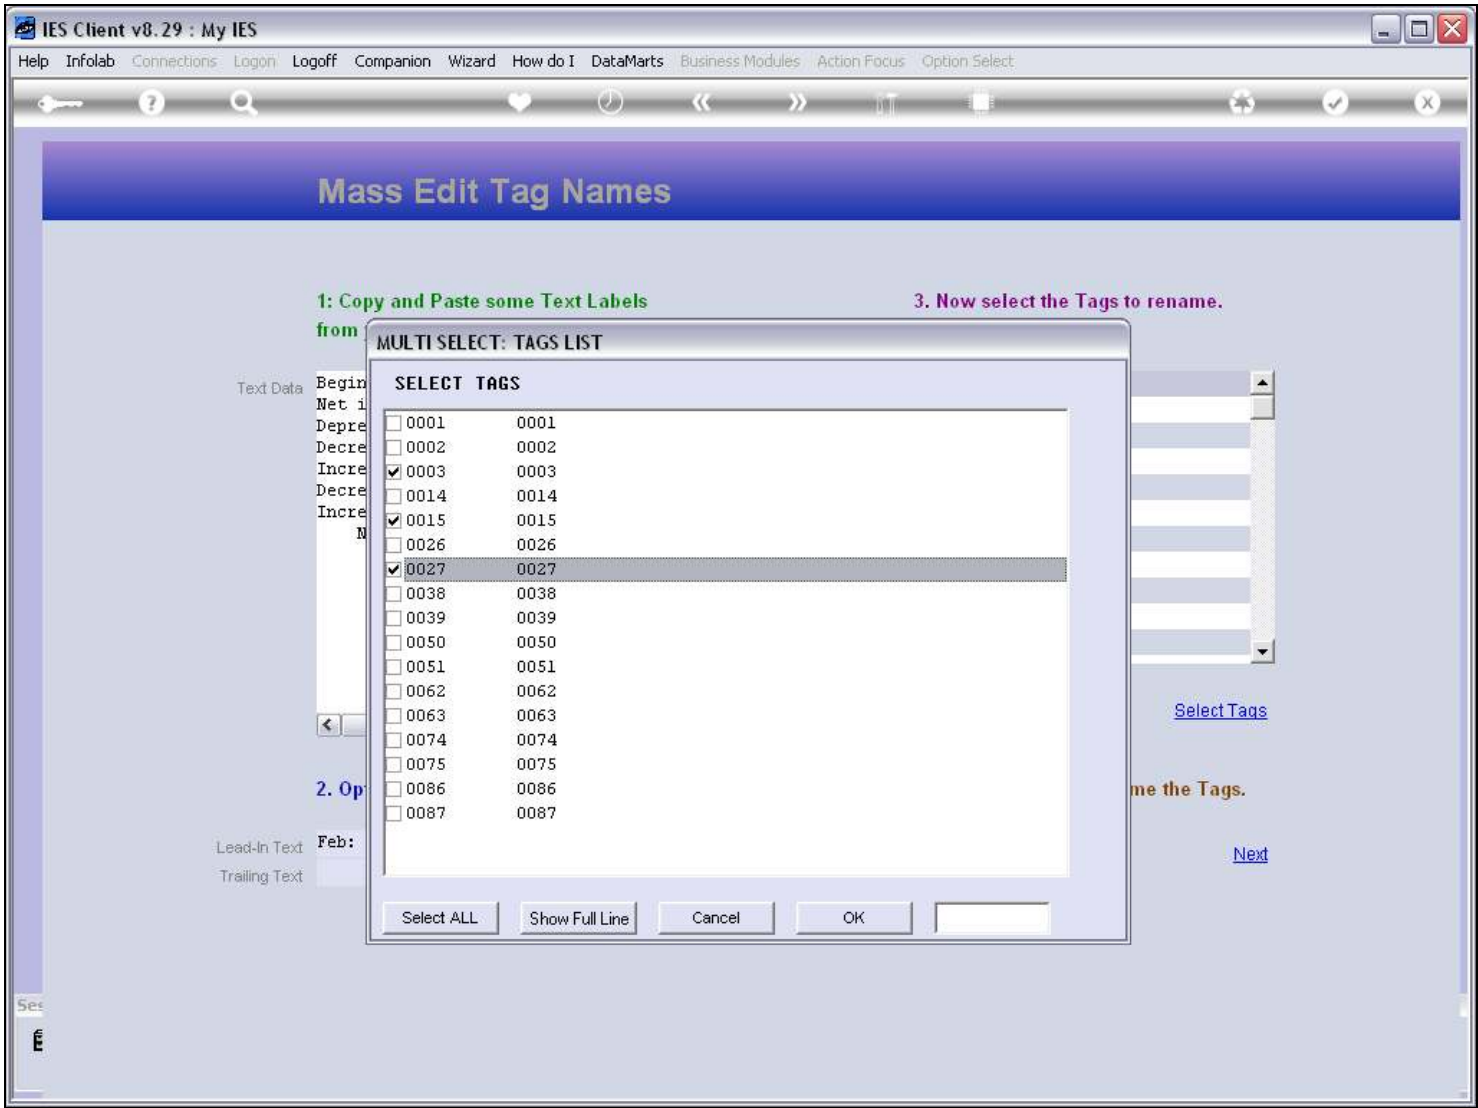 IES Client v8.29 : My IES
Help Infolab Connections Logon Logoff Companion Wizard How do I DataMarts Business Modules Action Focus Option Select
Mass Edit Tag Names
1: Copy and Paste some Text Labels
from
3. Now select the Tags to rename.
MULTI SELECT: TAGS LIST
SELECT TAGS
Text Data
Begin
Net i
Depre
Decre
Incre
Decre
Incre
N
0001 0001
0002 0002
0003 0003
0014 0014
0015 0015
0026 0026
0027 0027
0038 0038
0039 0039
0050 0050
0051 0051
0062 0062
0063 0063
0074 0074
0075 0075
0086 0086
0087 0087
Select ALL Show Full Line Cancel OK
Select Tags
2. Op
me the Tags.
Lead-In Text Feb:
Trailing Text
Next
Ses